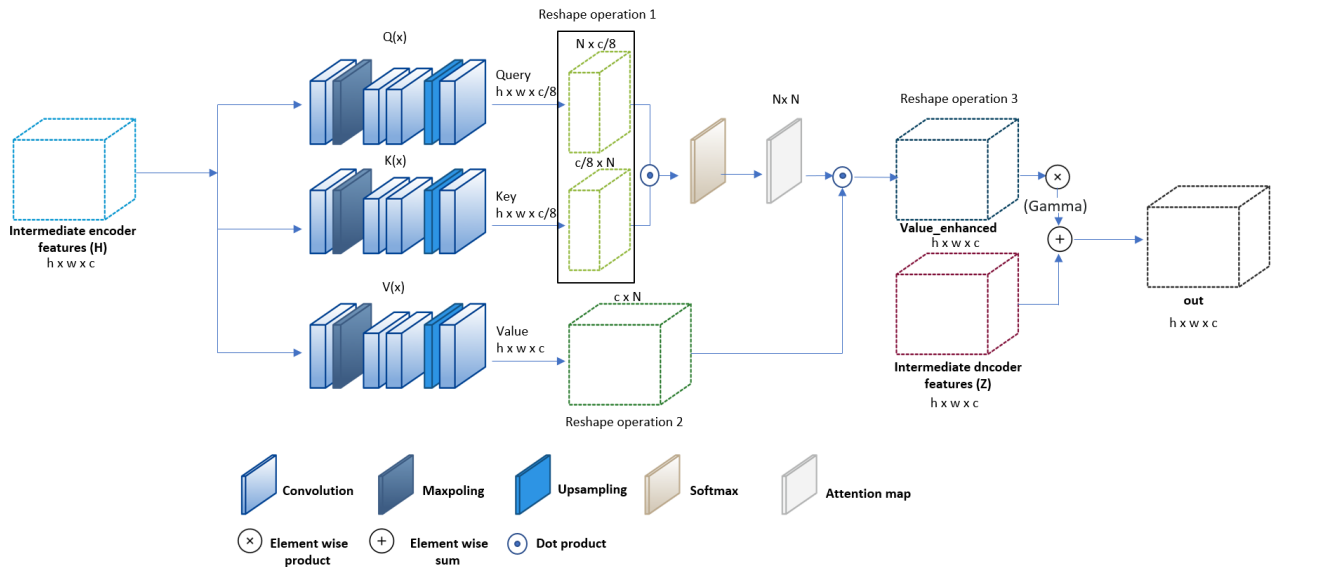 Reshape operation 1
Q(x)
N x c/8
Query
h x w x c/8
Nx N
Reshape operation 3
K(x)
c/8 x N
Key
h x w x c/8
(Gamma)
Intermediate encoder
features (H)
h x w x c
Value_enhanced
h x w x c
V(x)
c x N
Value
h x w x c
out
h x w x c
Intermediate dncoder
features (Z)
h x w x c
Reshape operation 2
Convolution
Maxpoling
Upsampling
Softmax
Attention map
Element wise
product
Element wise
sum
Dot product